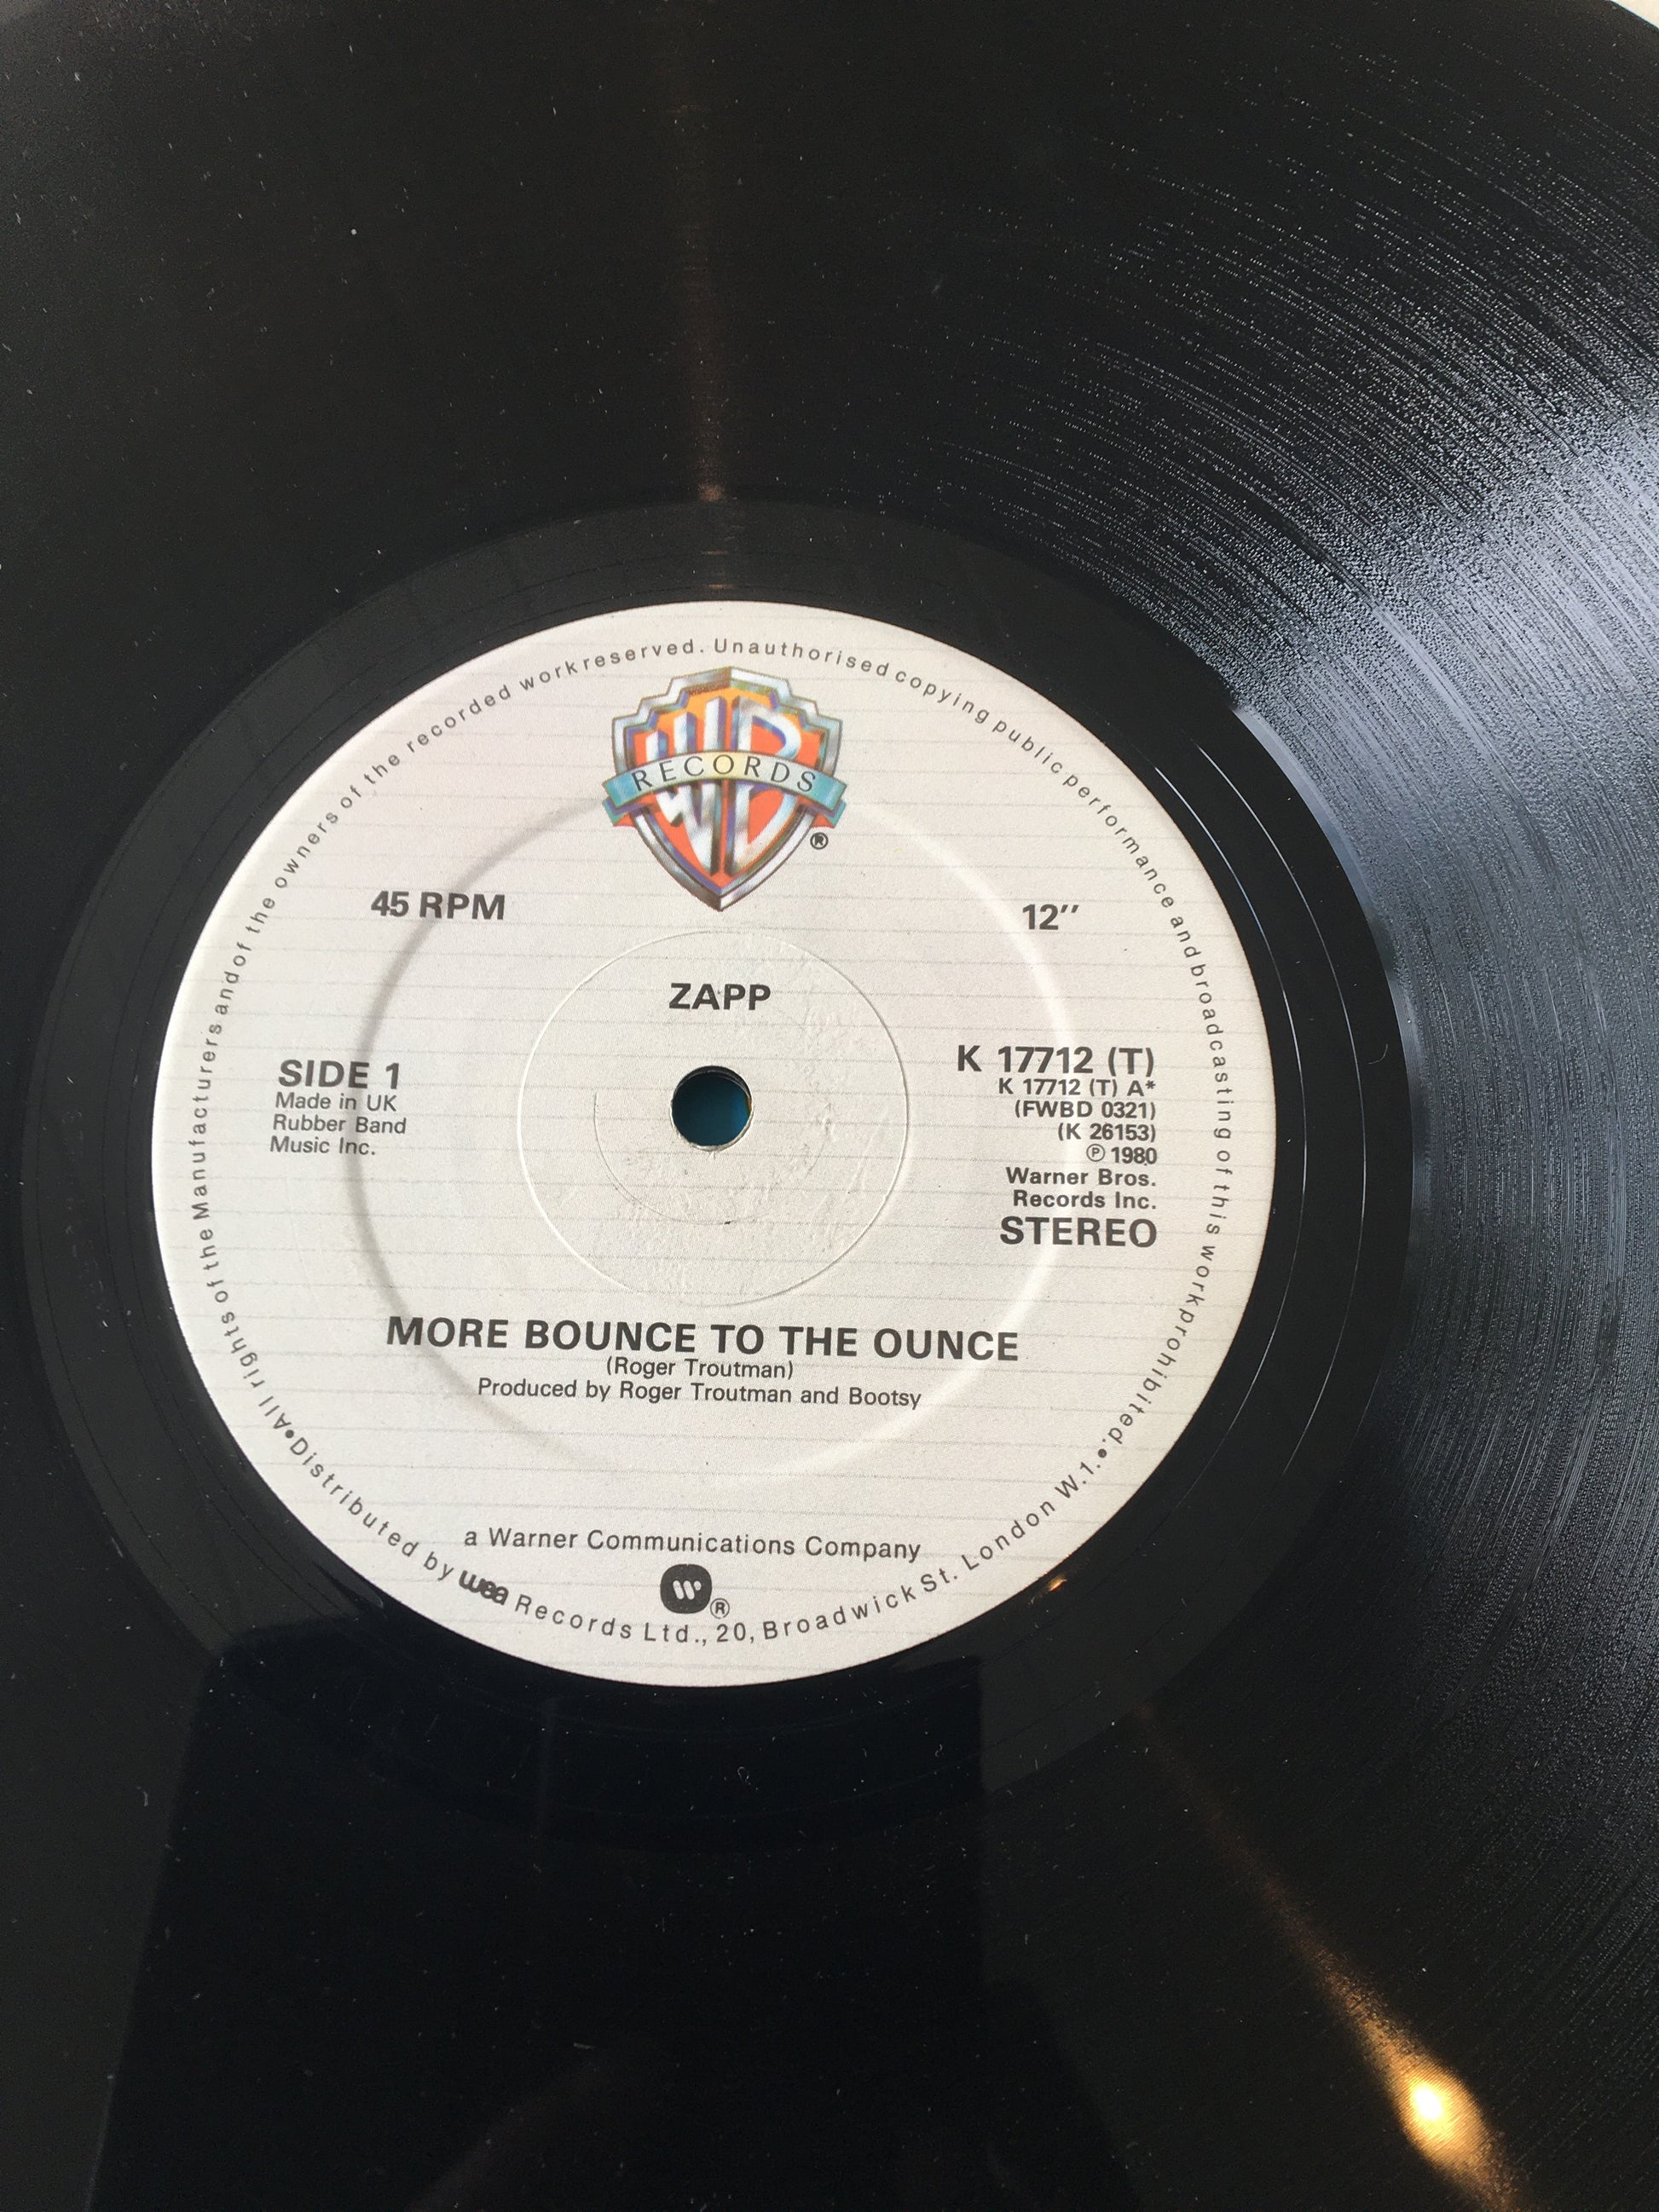 All rights of the Manufacturers and of the owners of the recorded work reserved. Unauthorised copying public performance and broadcasting of this work prohibited.
WB
RECORDS
®
45 RPM
12"
ZAPP
SIDE 1
Made in UK
Rubber Band
Music Inc.
K 17712 (T)
K 17712 (T) A*
(FWBD 0321)
(K 26153)
℗ 1980
Warner Bros.
Records Inc.
STEREO
MORE BOUNCE TO THE OUNCE
(Roger Troutman)
Produced by Roger Troutman and Bootsy
a Warner Communications Company
®
•Distributed by wea Records Ltd., 20, Broadwick St. London W.1.•